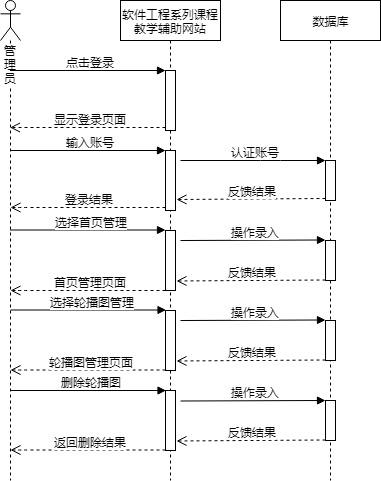 软件工程系列课程
教学辅助网站
数据库
管理员
点击登录
显示登录页面
输入账号
认证账号
反馈结果
登录结果
选择首页管理
操作录入
反馈结果
首页管理页面
选择轮播图管理
操作录入
反馈结果
轮播图管理页面
删除轮播图
操作录入
反馈结果
返回删除结果